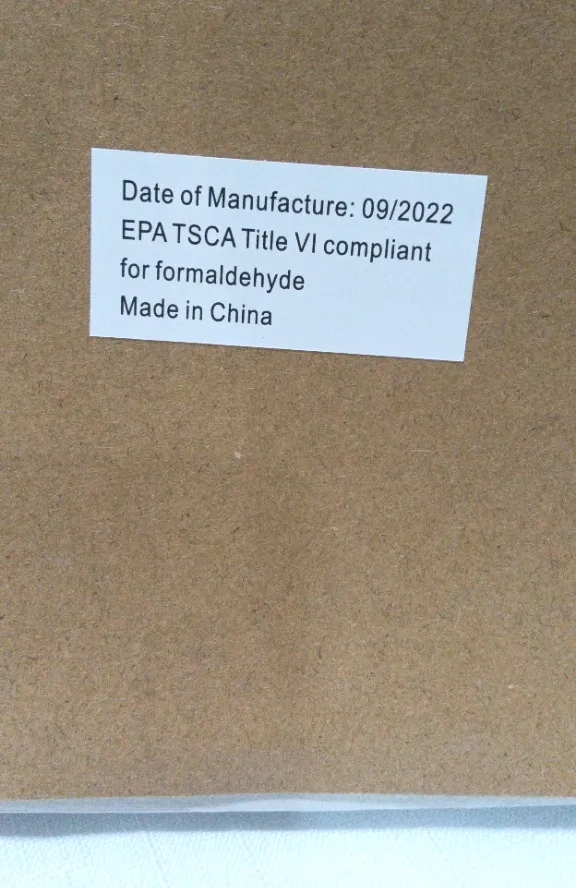 Date of Manufacture: 09/2022
EPA TSCA Title VI compliant
for formaldehyde
Made in China